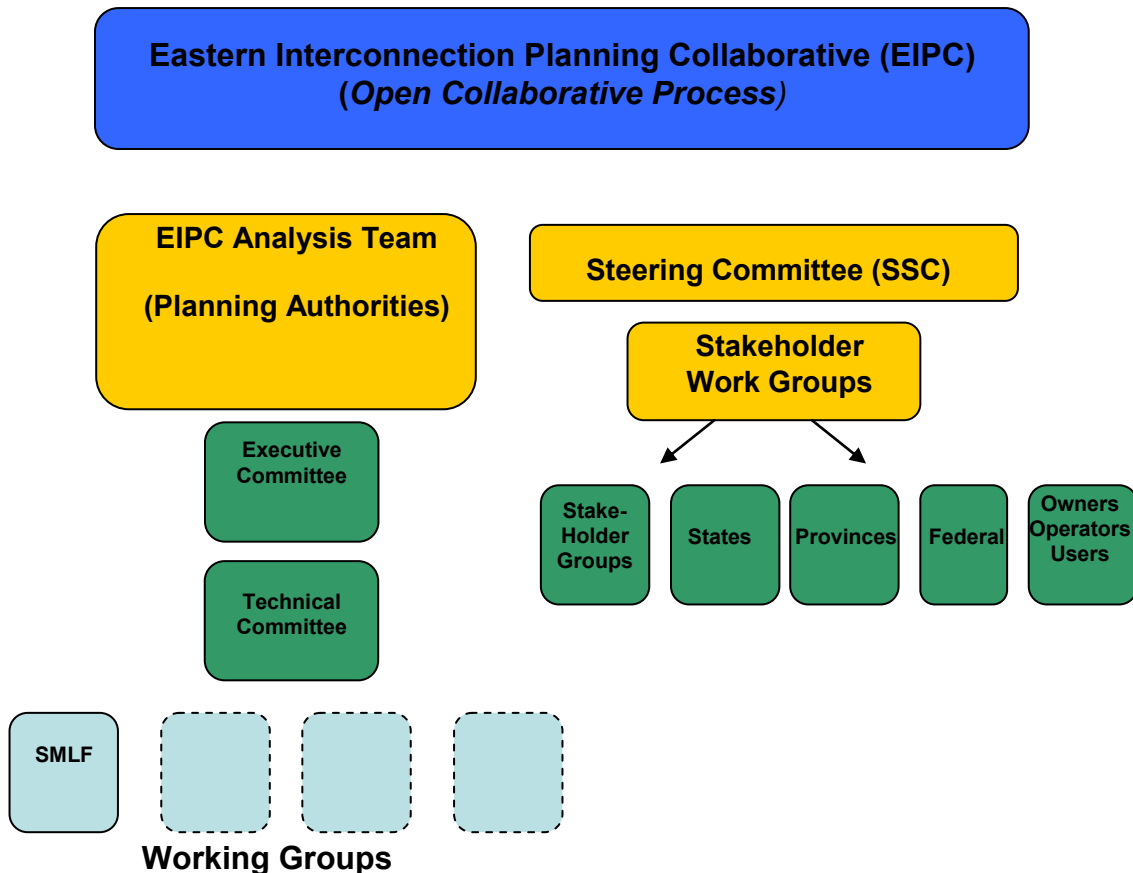 Eastern Interconnection Planning Collaborative (EIPC)
(Open Collaborative Process)
EIPC Analysis Team
(Planning Authorities)
Steering Committee (SSC)
Stakeholder
Work Groups
Executive
Committee
Stake-
Holder
Groups
States
Provinces
Federal
Owners
Operators
Users
Technical
Committee
SMLF
Working Groups